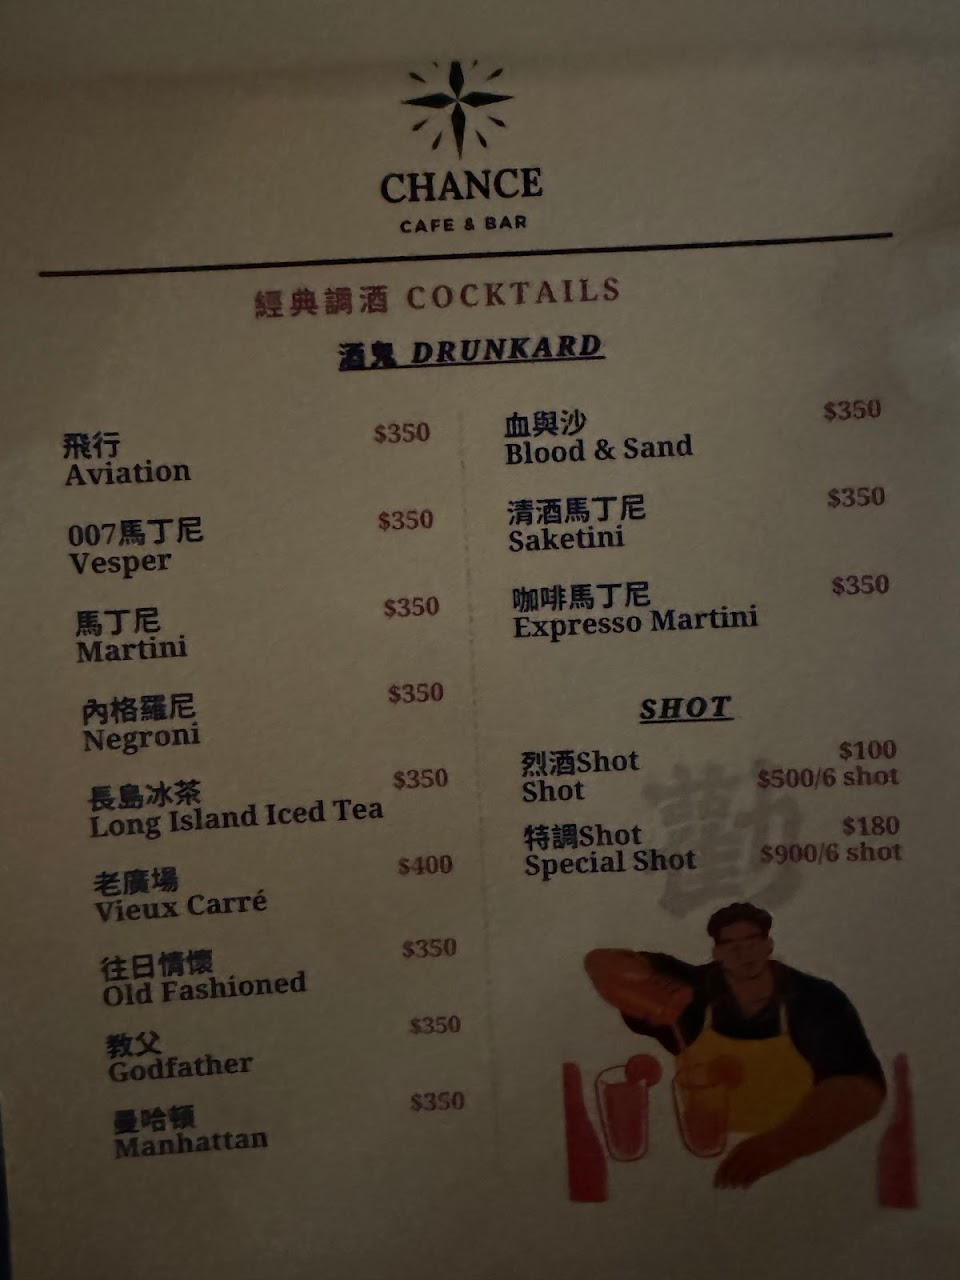 CHANCE
CAFE & BAR
經典調酒 COCKTAILS
酒鬼 DRUNKARD
飛行 $350
Aviation
007馬丁尼 $350
Vesper
馬丁尼 $350
Martini
內格羅尼 $350
Negroni
長島冰茶 $350
Long Island Iced Tea
老廣場 $400
Vieux Carré
往日情懷 $350
Old Fashioned
教父 $350
Godfather
曼哈頓 $350
Manhattan
血與沙 $350
Blood & Sand
清酒馬丁尼 $350
Saketini
咖啡馬丁尼 $350
Expresso Martini
SHOT
烈酒Shot $100
Shot $500/6 shot
特調Shot $180
Special Shot $900/6 shot
勸